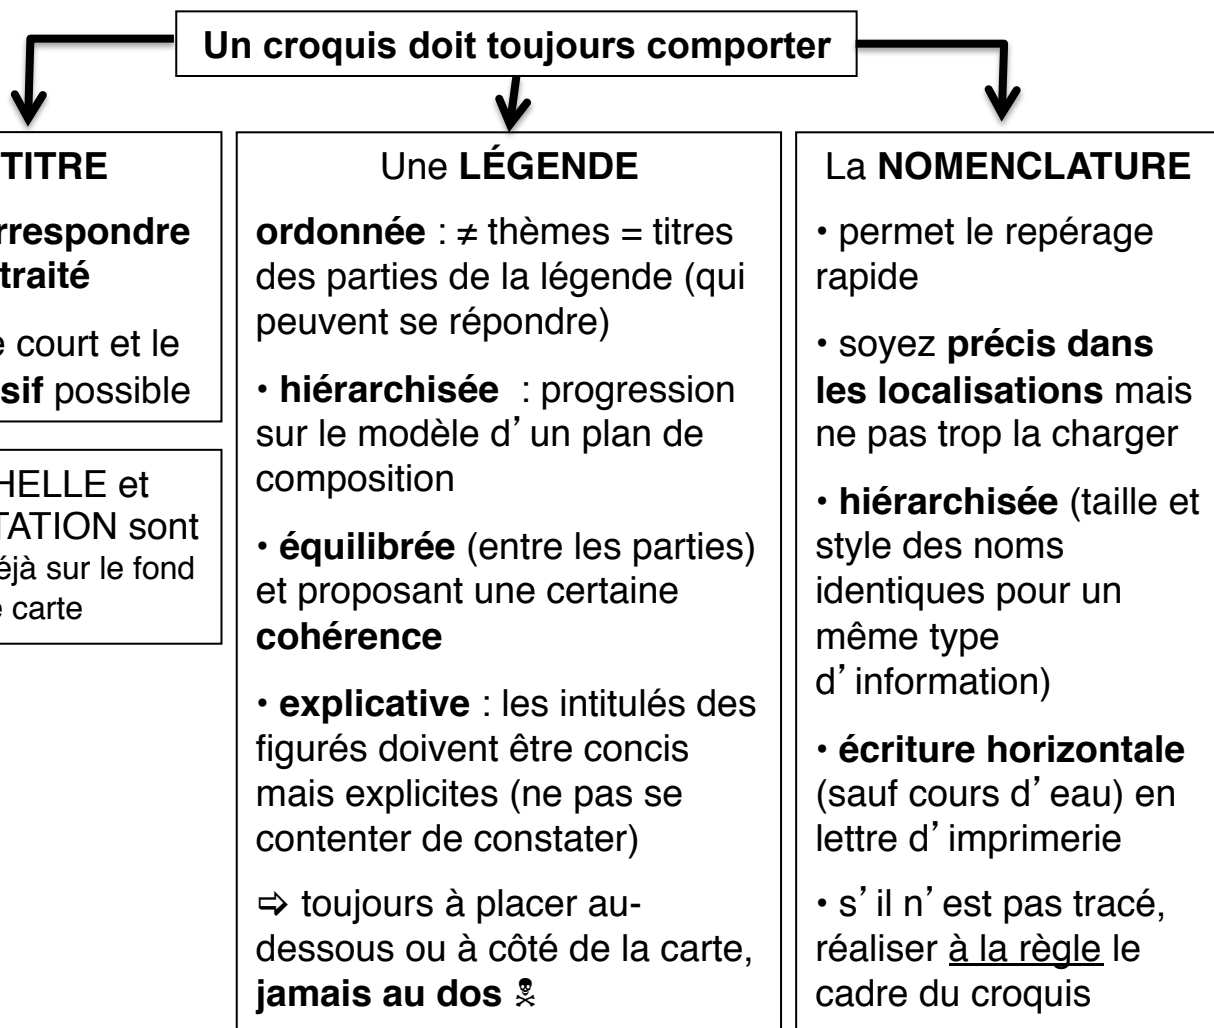 Un croquis doit toujours comporter
TITRE
rrespondre
traité
e court et le
sif possible
HELLE et
TATION sont
éjà sur le fond
e carte
Une LÉGENDE
ordonnée : ≠ thèmes = titres
des parties de la légende (qui
peuvent se répondre)
• hiérarchisée : progression
sur le modèle d’un plan de
composition
• équilibrée (entre les parties)
et proposant une certaine
cohérence
• explicative : les intitulés des
figurés doivent être concis
mais explicites (ne pas se
contenter de constater)
⇨ toujours à placer au-
dessous ou à côté de la carte,
jamais au dos ☠
La NOMENCLATURE
• permet le repérage
rapide
• soyez précis dans
les localisations mais
ne pas trop la charger
• hiérarchisée (taille et
style des noms
identiques pour un
même type
d’information)
• écriture horizontale
(sauf cours d’eau) en
lettre d’imprimerie
• s’il n’est pas tracé,
réaliser à la règle le
cadre du croquis